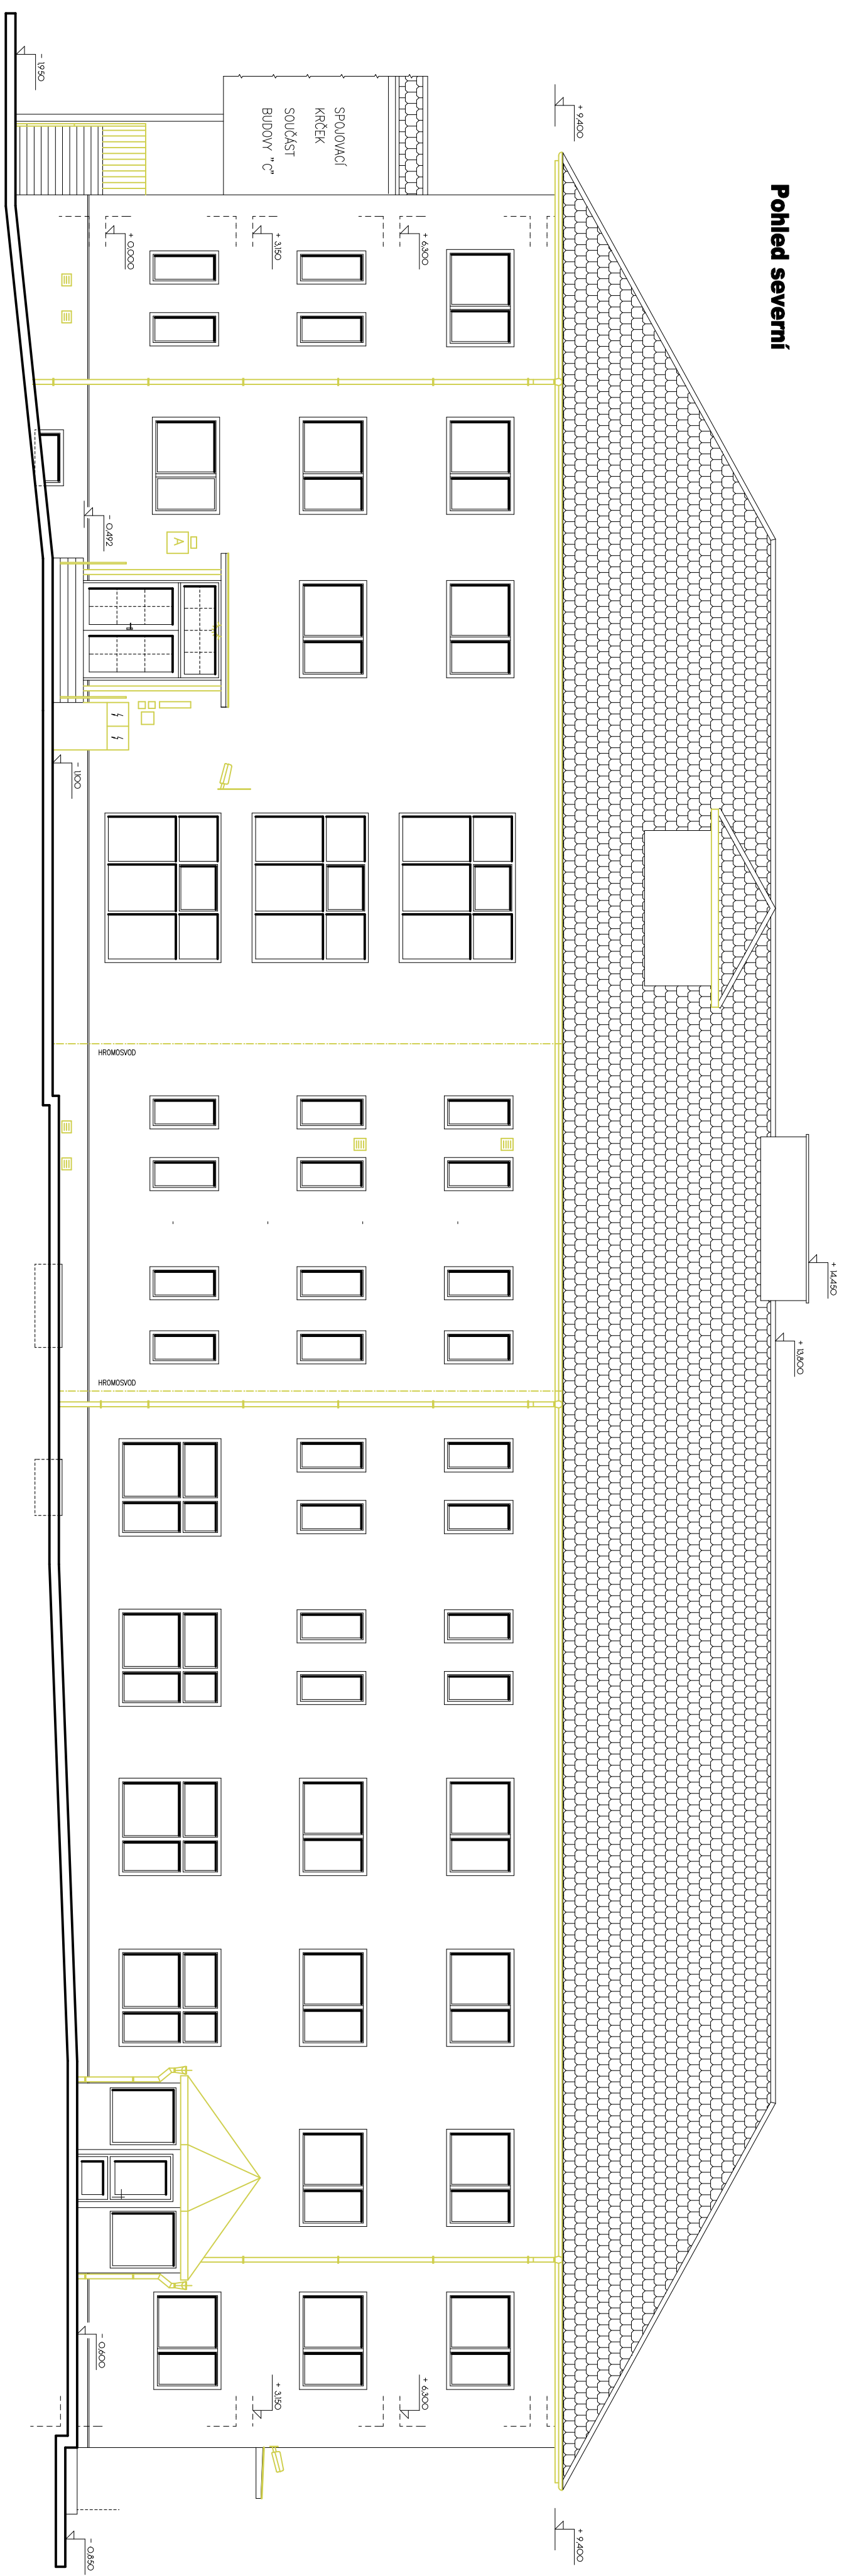 Pohled severní
+ 14,450
+ 13,800
+ 9,400
+ 9,400
+ 6,300
+ 6,300
SPOJOVACÍ
KRČEK
SOUČÁST
BUDOVY "C"
+ 3,150
+ 3,150
A
+ 0,000
HROMOSVOD
HROMOSVOD
- 0,492
- 0,600
- 1,100
- 0,850
- 1,950